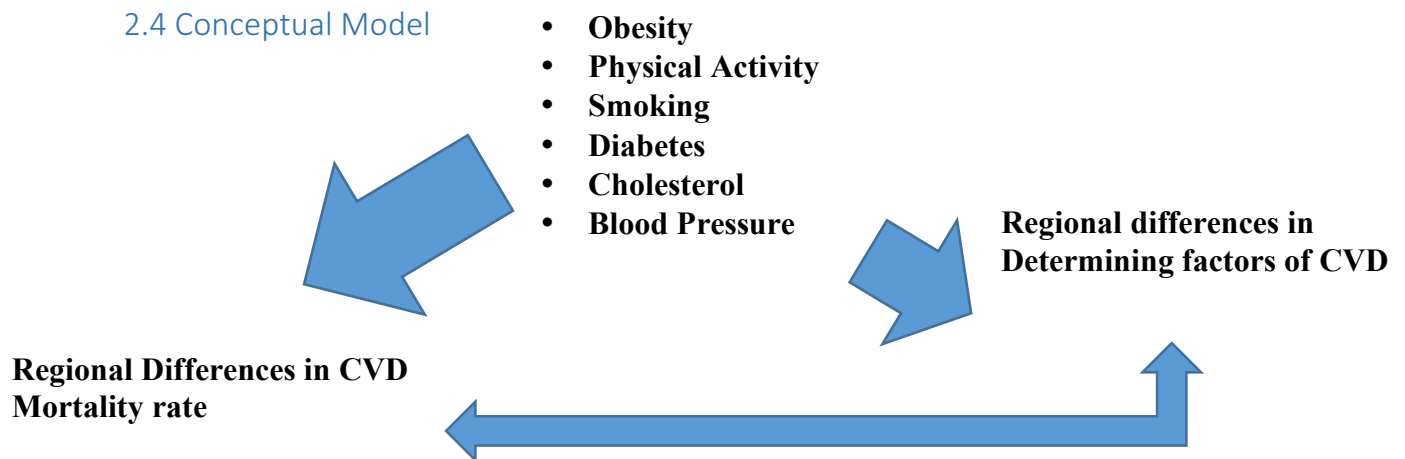 2.4 Conceptual Model
• Obesity
• Physical Activity
• Smoking
• Diabetes
• Cholesterol
• Blood Pressure
Regional differences in
Determining factors of CVD
Regional Differences in CVD
Mortality rate